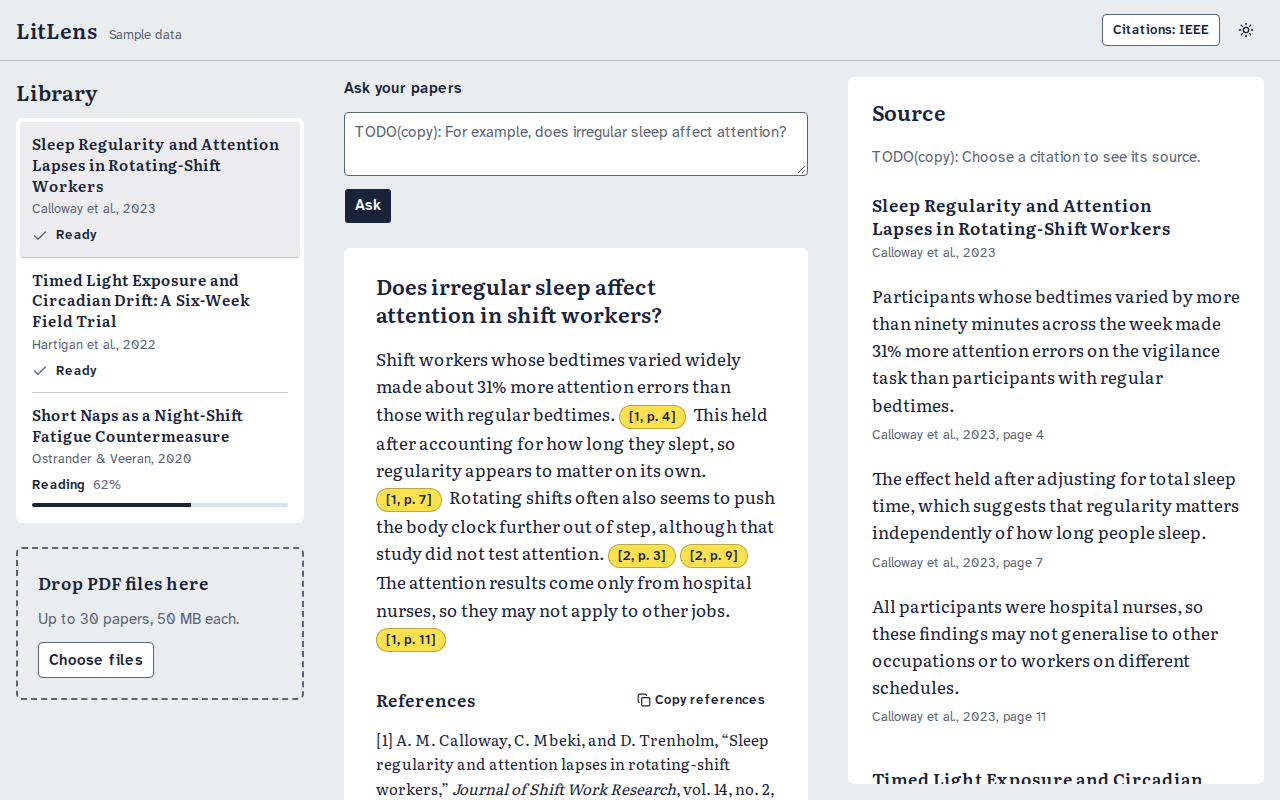 LitLens Sample data
Citations: IEEE
Library
Sleep Regularity and Attention
Lapses in Rotating-Shift
Workers
Calloway et al., 2023
Ready
Timed Light Exposure and
Circadian Drift: A Six-Week
Field Trial
Hartigan et al., 2022
Ready
Short Naps as a Night-Shift
Fatigue Countermeasure
Ostrander & Veeran, 2020
Reading 62%
Drop PDF files here
Up to 30 papers, 50 MB each.
Choose files
Ask your papers
TODO(copy): For example, does irregular sleep affect attention?
Ask
Does irregular sleep affect
attention in shift workers?
Shift workers whose bedtimes varied widely
made about 31% more attention errors than
those with regular bedtimes. [1, p. 4] This held
after accounting for how long they slept, so
regularity appears to matter on its own.
[1, p. 7] Rotating shifts often also seems to push
the body clock further out of step, although that
study did not test attention. [2, p. 3] [2, p. 9]
The attention results come only from hospital
nurses, so they may not apply to other jobs.
[1, p. 11]
References
Copy references
[1] A. M. Calloway, C. Mbeki, and D. Trenholm, “Sleep
regularity and attention lapses in rotating-shift
workers,” Journal of Shift Work Research, vol. 14, no. 2,
Source
TODO(copy): Choose a citation to see its source.
Sleep Regularity and Attention
Lapses in Rotating-Shift Workers
Calloway et al., 2023
Participants whose bedtimes varied by more
than ninety minutes across the week made
31% more attention errors on the vigilance
task than participants with regular
bedtimes.
Calloway et al., 2023, page 4
The effect held after adjusting for total sleep
time, which suggests that regularity matters
independently of how long people sleep.
Calloway et al., 2023, page 7
All participants were hospital nurses, so
these findings may not generalise to other
occupations or to workers on different
schedules.
Calloway et al., 2023, page 11
Timed Light Exposure and Circadian